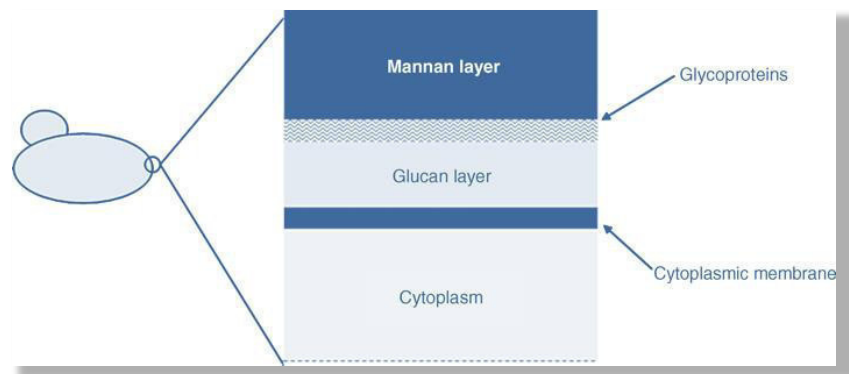 Mannan layer
Glycoproteins
Glucan layer
Cytoplasmic membrane
Cytoplasm